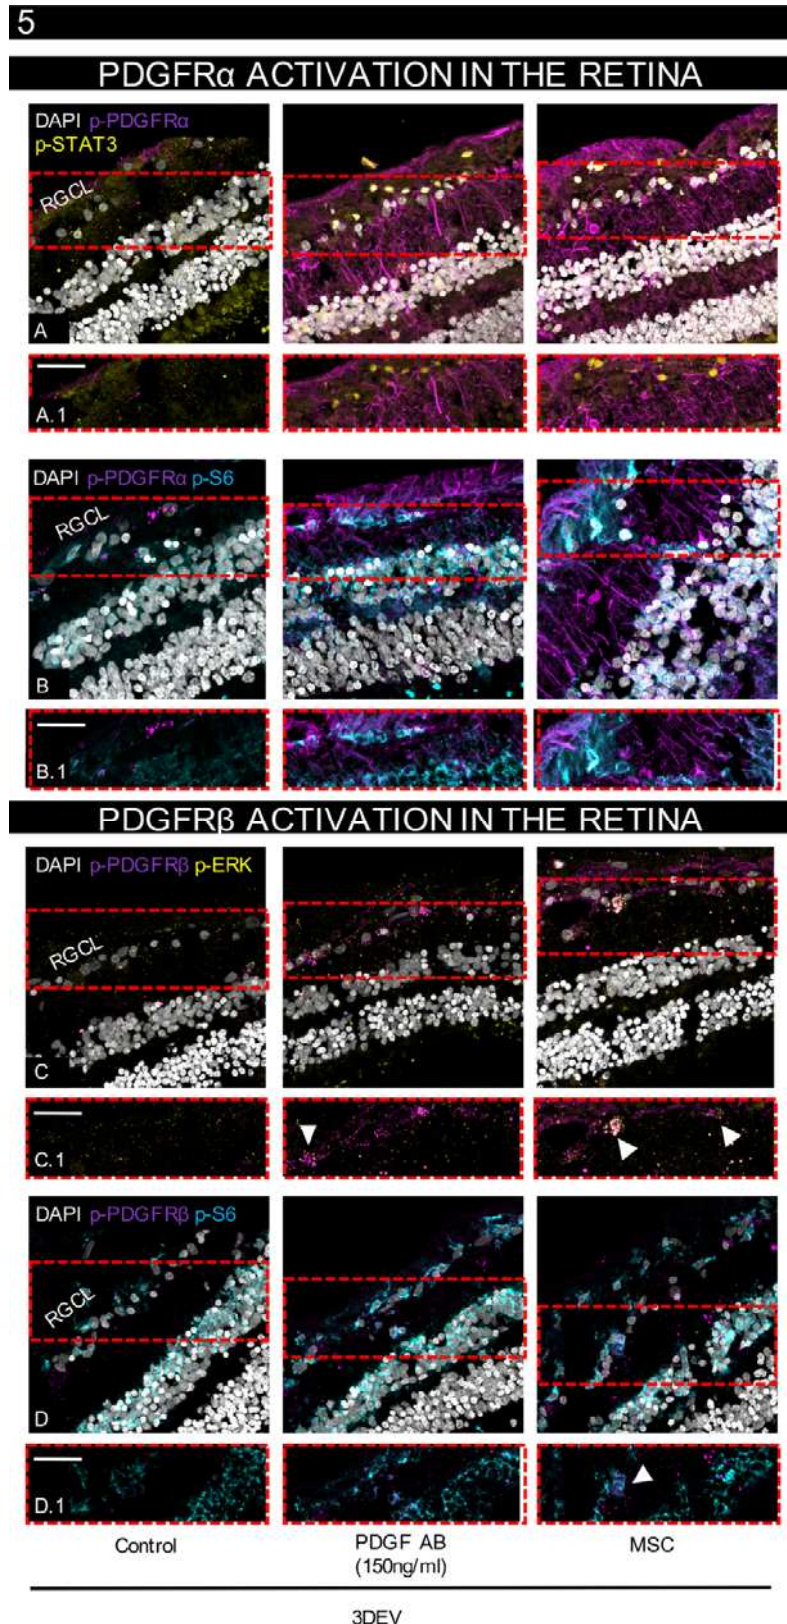 5
PDGFRα ACTIVATION IN THE RETINA
DAPI p-PDGFRα
p-STAT3
RGCL
A
A.1
DAPI p-PDGFRα p-S6
RGCL
B
B.1
PDGFRβ ACTIVATION IN THE RETINA
DAPI p-PDGFRβ p-ERK
RGCL
C
C.1
DAPI p-PDGFRβ p-S6
RGCL
D
D.1
Control
PDGF AB
(150ng/ml)
MSC
3DEV